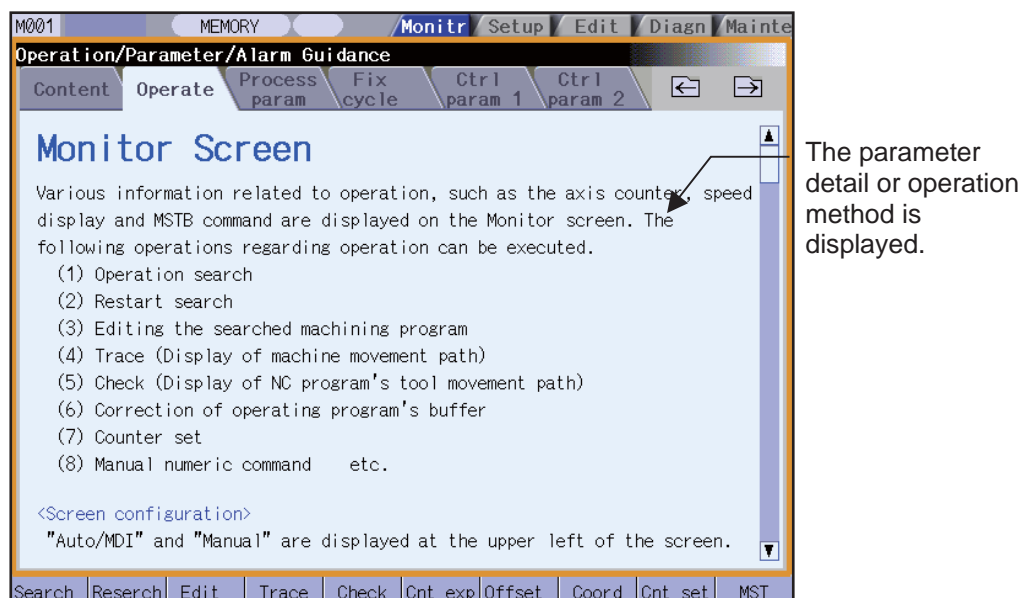 M001 MEMORY Monitr Setup Edit Diagn Mainte
Operation/Parameter/Alarm Guidance
Content Operate Process param Fix cycle Ctrl param 1 Ctrl param 2
Monitor Screen
Various information related to operation, such as the axis counter, speed
display and MSTB command are displayed on the Monitor screen. The
following operations regarding operation can be executed.
(1) Operation search
(2) Restart search
(3) Editing the searched machining program
(4) Trace (Display of machine movement path)
(5) Check (Display of NC program's tool movement path)
(6) Correction of operating program's buffer
(7) Counter set
(8) Manual numeric command etc.
<Screen configuration>
"Auto/MDI" and "Manual" are displayed at the upper left of the screen.
Search Reserch Edit Trace Check Cnt exp Offset Coord Cnt set MST
The parameter
detail or operation
method is
displayed.